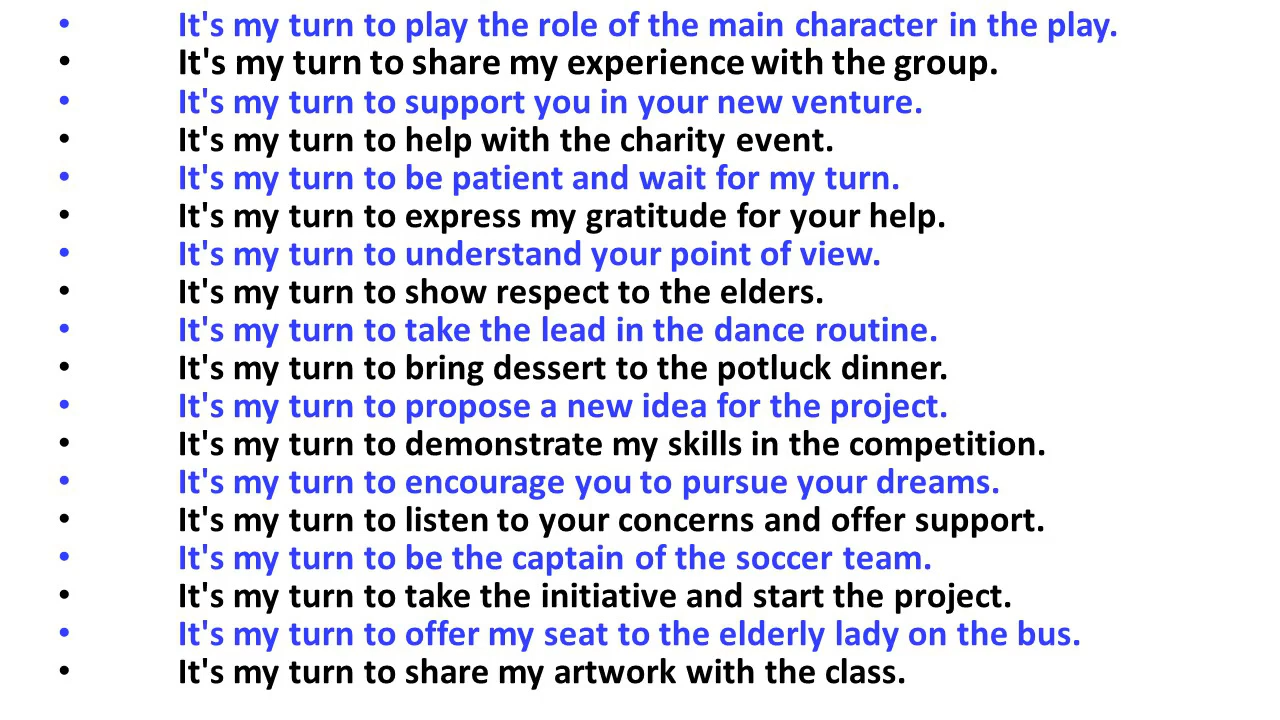 • It's my turn to play the role of the main character in the play.
• It's my turn to share my experience with the group.
• It's my turn to support you in your new venture.
• It's my turn to help with the charity event.
• It's my turn to be patient and wait for my turn.
• It's my turn to express my gratitude for your help.
• It's my turn to understand your point of view.
• It's my turn to show respect to the elders.
• It's my turn to take the lead in the dance routine.
• It's my turn to bring dessert to the potluck dinner.
• It's my turn to propose a new idea for the project.
• It's my turn to demonstrate my skills in the competition.
• It's my turn to encourage you to pursue your dreams.
• It's my turn to listen to your concerns and offer support.
• It's my turn to be the captain of the soccer team.
• It's my turn to take the initiative and start the project.
• It's my turn to offer my seat to the elderly lady on the bus.
• It's my turn to share my artwork with the class.